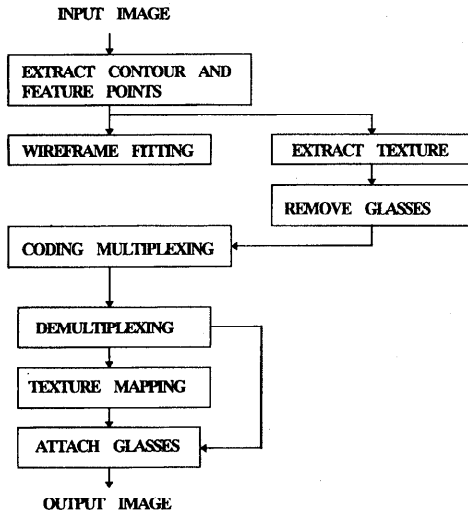 INPUT IMAGE
EXTRACT CONTOUR AND
FEATURE POINTS
WIREFRAME FITTING
EXTRACT TEXTURE
REMOVE GLASSES
CODING MULTIPLEXING
DEMULTIPLEXING
TEXTURE MAPPING
ATTACH GLASSES
OUTPUT IMAGE